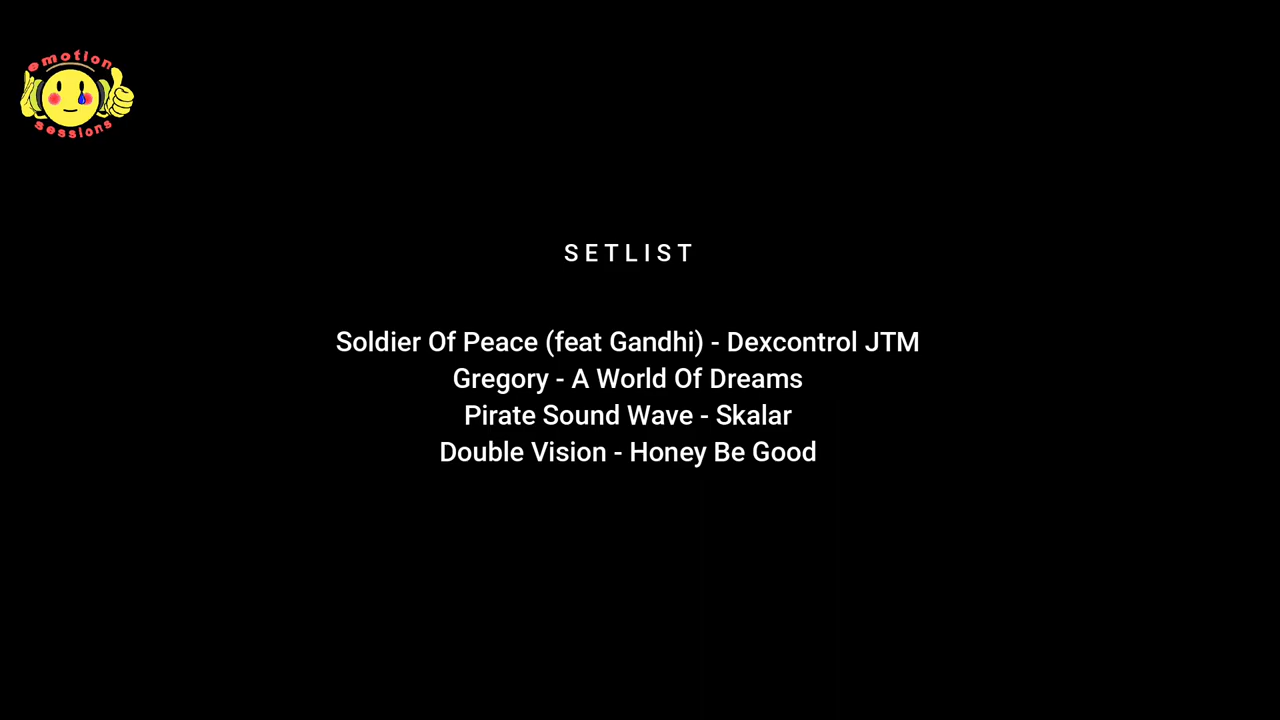 emotion
sessions
SETLIST
Soldier Of Peace (feat Gandhi) - Dexcontrol JTM
Gregory - A World Of Dreams
Pirate Sound Wave - Skalar
Double Vision - Honey Be Good